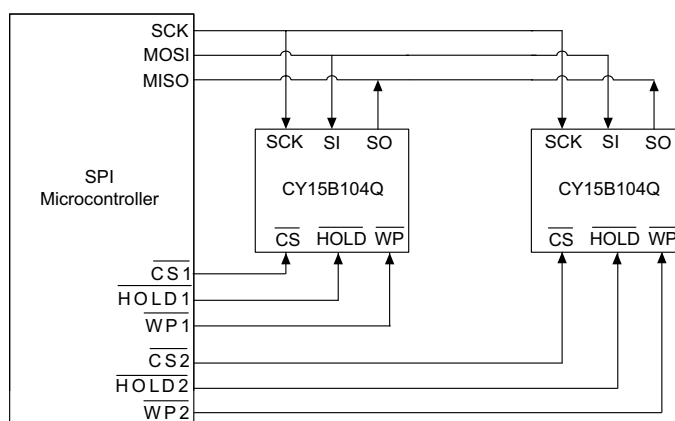 SCK
MOSI
MISO
SPI
Microcontroller
SCK SI SO
CY15B104Q
CS HOLD WP
SCK SI SO
CY15B104Q
CS HOLD WP
CS1
HOLD1
WP1
CS2
HOLD2
WP2